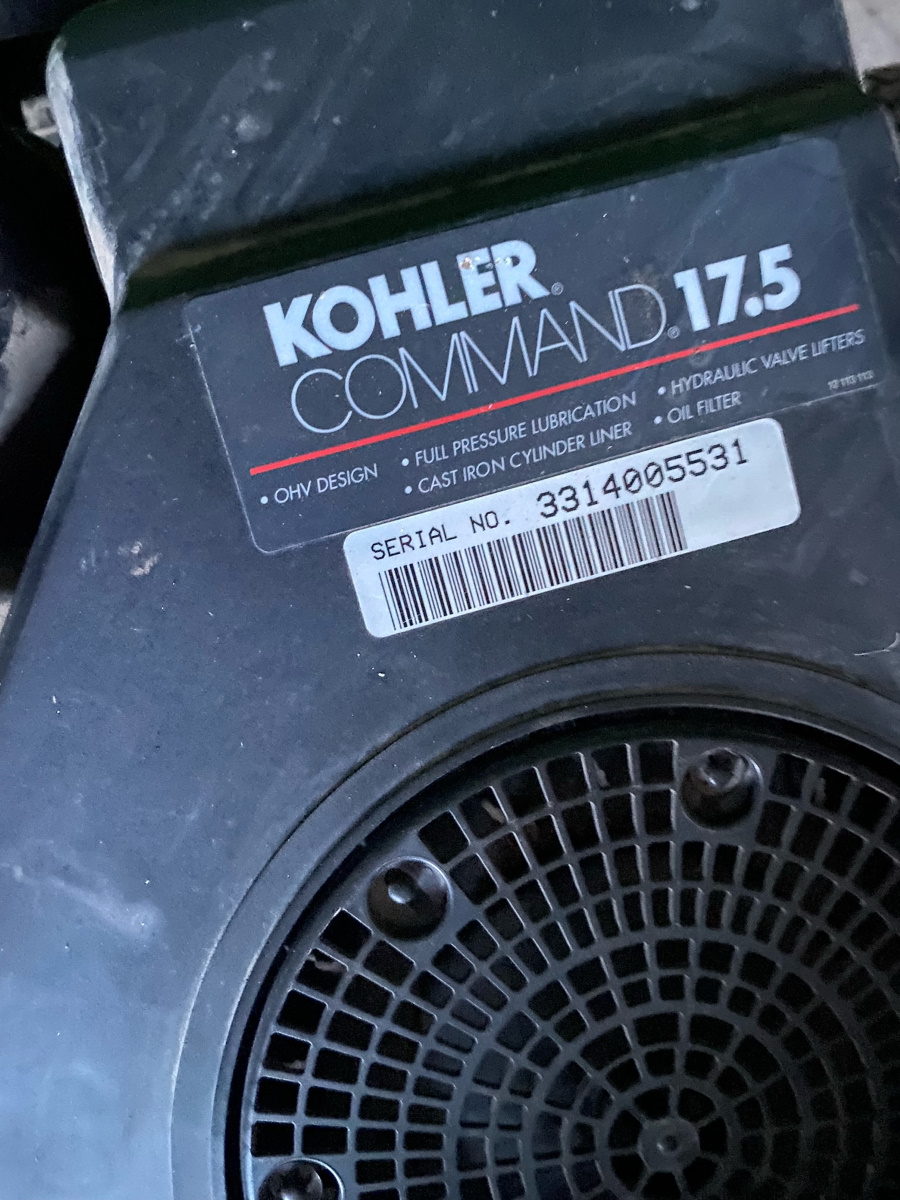 KOHLER®
COMMAND® 17.5
• OHV DESIGN • FULL PRESSURE LUBRICATION • HYDRAULIC VALVE LIFTERS
• CAST IRON CYLINDER LINER • OIL FILTER
SERIAL NO. 3314005531